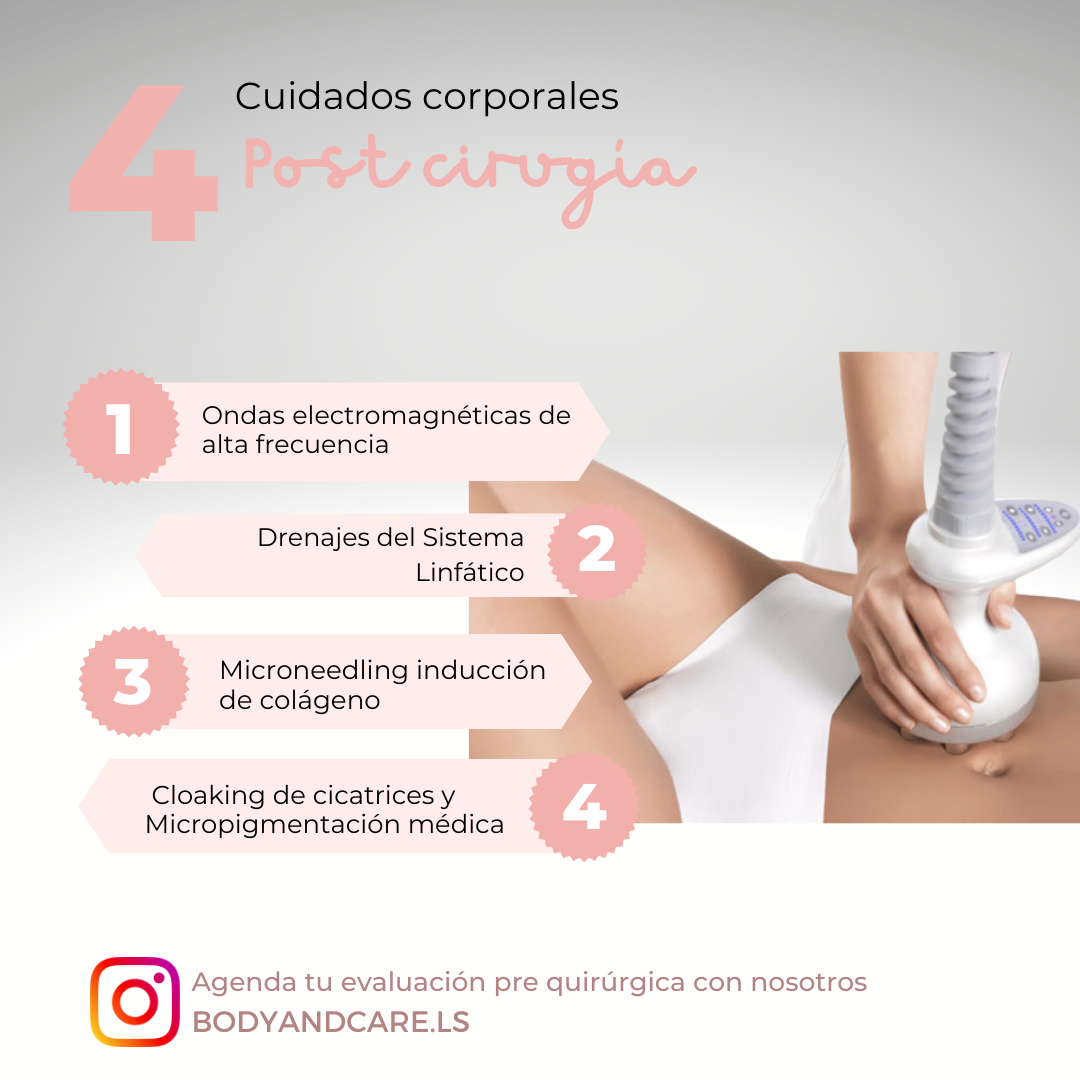 4
Cuidados corporales
Post cirugía
1
Ondas electromagnéticas de
alta frecuencia
Drenajes del Sistema
Linfático
2
3
Microneedling inducción
de colágeno
Cloaking de cicatrices y
Micropigmentación médica
4
Agenda tu evaluación pre quirúrgica con nosotros
BODYANDCARE.LS